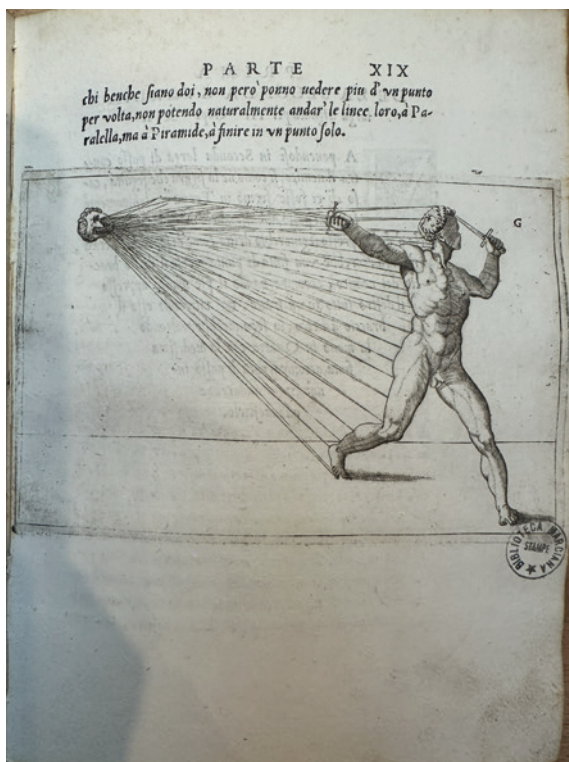 PARTE XIX
chi benche siano doi, non però ponno uedere piu d' vn punto
per volta, non potendo naturalmente andar' le linee loro, à Pa-
ralella, ma à Piramide, à finire in vn punto solo.
G
BIBLIOTECA MARCIANA
STAMPE